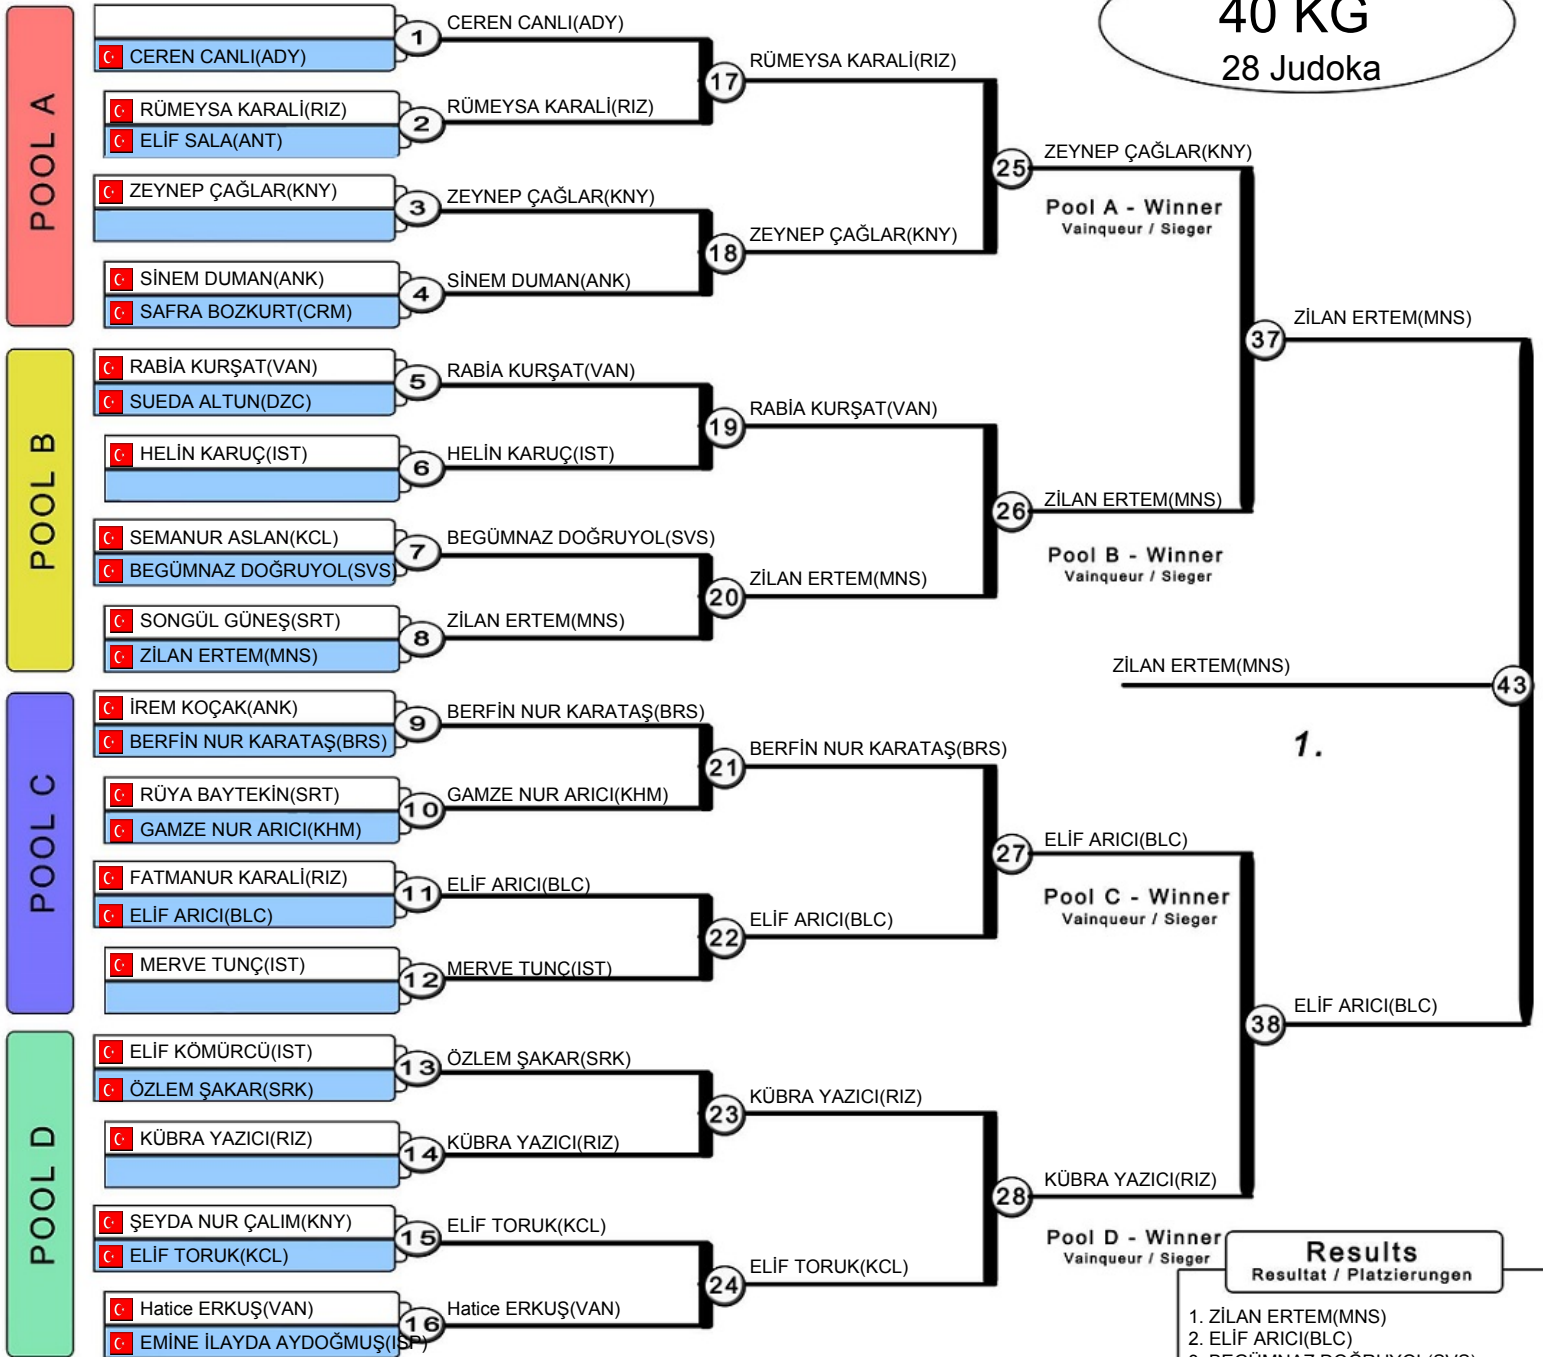 40 KG
28 Judoka
POOL A
CEREN CANLI(ADY)
RÜMEYSA KARALİ(RIZ)
ELİF SALA(ANT)
ZEYNEP ÇAĞLAR(KNY)
SİNEM DUMAN(ANK)
SAFRA BOZKURT(CRM)
1
2
3
4
CEREN CANLI(ADY)
RÜMEYSA KARALİ(RIZ)
ZEYNEP ÇAĞLAR(KNY)
SİNEM DUMAN(ANK)
17
18
RÜMEYSA KARALİ(RIZ)
ZEYNEP ÇAĞLAR(KNY)
25
ZEYNEP ÇAĞLAR(KNY)
Pool A - Winner
Vainqueur / Sieger
POOL B
RABİA KURŞAT(VAN)
SUEDA ALTUN(DZC)
HELİN KARUÇ(IST)
SEMANUR ASLAN(KCL)
BEGÜMNAZ DOĞRUYOL(SVS)
SONGÜL GÜNEŞ(SRT)
ZİLAN ERTEM(MNS)
5
6
7
8
RABİA KURŞAT(VAN)
HELİN KARUÇ(IST)
BEGÜMNAZ DOĞRUYOL(SVS)
ZİLAN ERTEM(MNS)
19
20
RABİA KURŞAT(VAN)
ZİLAN ERTEM(MNS)
26
ZİLAN ERTEM(MNS)
Pool B - Winner
Vainqueur / Sieger
37
ZİLAN ERTEM(MNS)
POOL C
İREM KOÇAK(ANK)
BERFİN NUR KARATAŞ(BRS)
RÜYA BAYTEKİN(SRT)
GAMZE NUR ARICI(KHM)
FATMANUR KARALİ(RIZ)
ELİF ARICI(BLC)
MERVE TUNÇ(IST)
9
10
11
12
BERFİN NUR KARATAŞ(BRS)
GAMZE NUR ARICI(KHM)
ELİF ARICI(BLC)
MERVE TUNÇ(IST)
21
22
BERFİN NUR KARATAŞ(BRS)
ELİF ARICI(BLC)
27
ELİF ARICI(BLC)
Pool C - Winner
Vainqueur / Sieger
POOL D
ELİF KÖMÜRCÜ(IST)
ÖZLEM ŞAKAR(SRK)
KÜBRA YAZICI(RIZ)
ŞEYDA NUR ÇALIM(KNY)
ELİF TORUK(KCL)
Hatice ERKUŞ(VAN)
EMİNE İLAYDA AYDOĞMUŞ(ISP)
13
14
15
16
ÖZLEM ŞAKAR(SRK)
KÜBRA YAZICI(RIZ)
ELİF TORUK(KCL)
Hatice ERKUŞ(VAN)
23
24
KÜBRA YAZICI(RIZ)
ELİF TORUK(KCL)
28
KÜBRA YAZICI(RIZ)
Pool D - Winner
Vainqueur / Sieger
38
ELİF ARICI(BLC)
ZİLAN ERTEM(MNS)
43
1.
Results
Resultat / Platzierungen
1. ZİLAN ERTEM(MNS)
2. ELİF ARICI(BLC)
3. BEGÜMNAZ DOĞRUYOL(SVS)